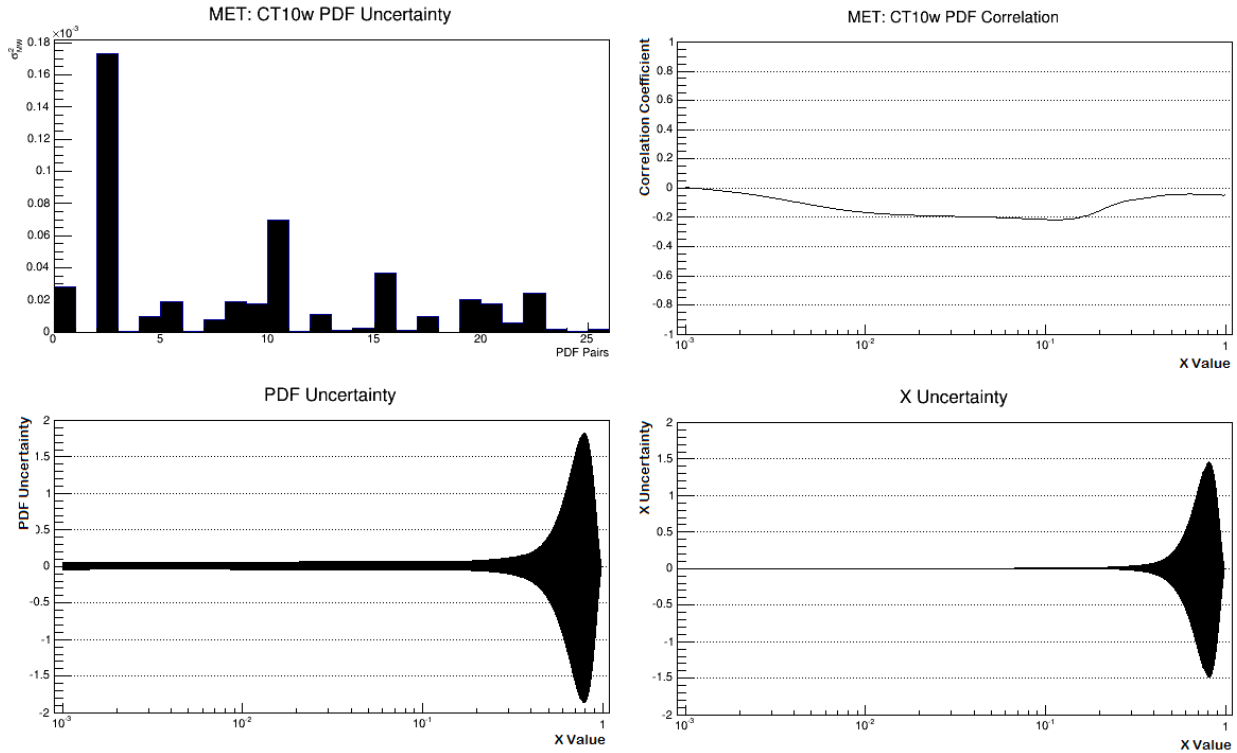 MET: CT10w PDF Uncertainty
×10⁻³
σ²MW
0.18
0.16
0.14
0.12
0.1
0.08
0.06
0.04
0.02
0
0 5 10 15 20 25
PDF Pairs
MET: CT10w PDF Correlation
Correlation Coefficient
1
0.8
0.6
0.4
0.2
0
-0.2
-0.4
-0.6
-0.8
-1
10⁻³ 10⁻² 10⁻¹ 1
X Value
PDF Uncertainty
PDF Uncertainty
2
1.5
1
0.5
0
-0.5
-1
-1.5
-2
10⁻³ 10⁻² 10⁻¹ 1
X Value
X Uncertainty
X Uncertainty
2
1.5
1
0.5
0
-0.5
-1
-1.5
-2
10⁻³ 10⁻² 10⁻¹ 1
X Value